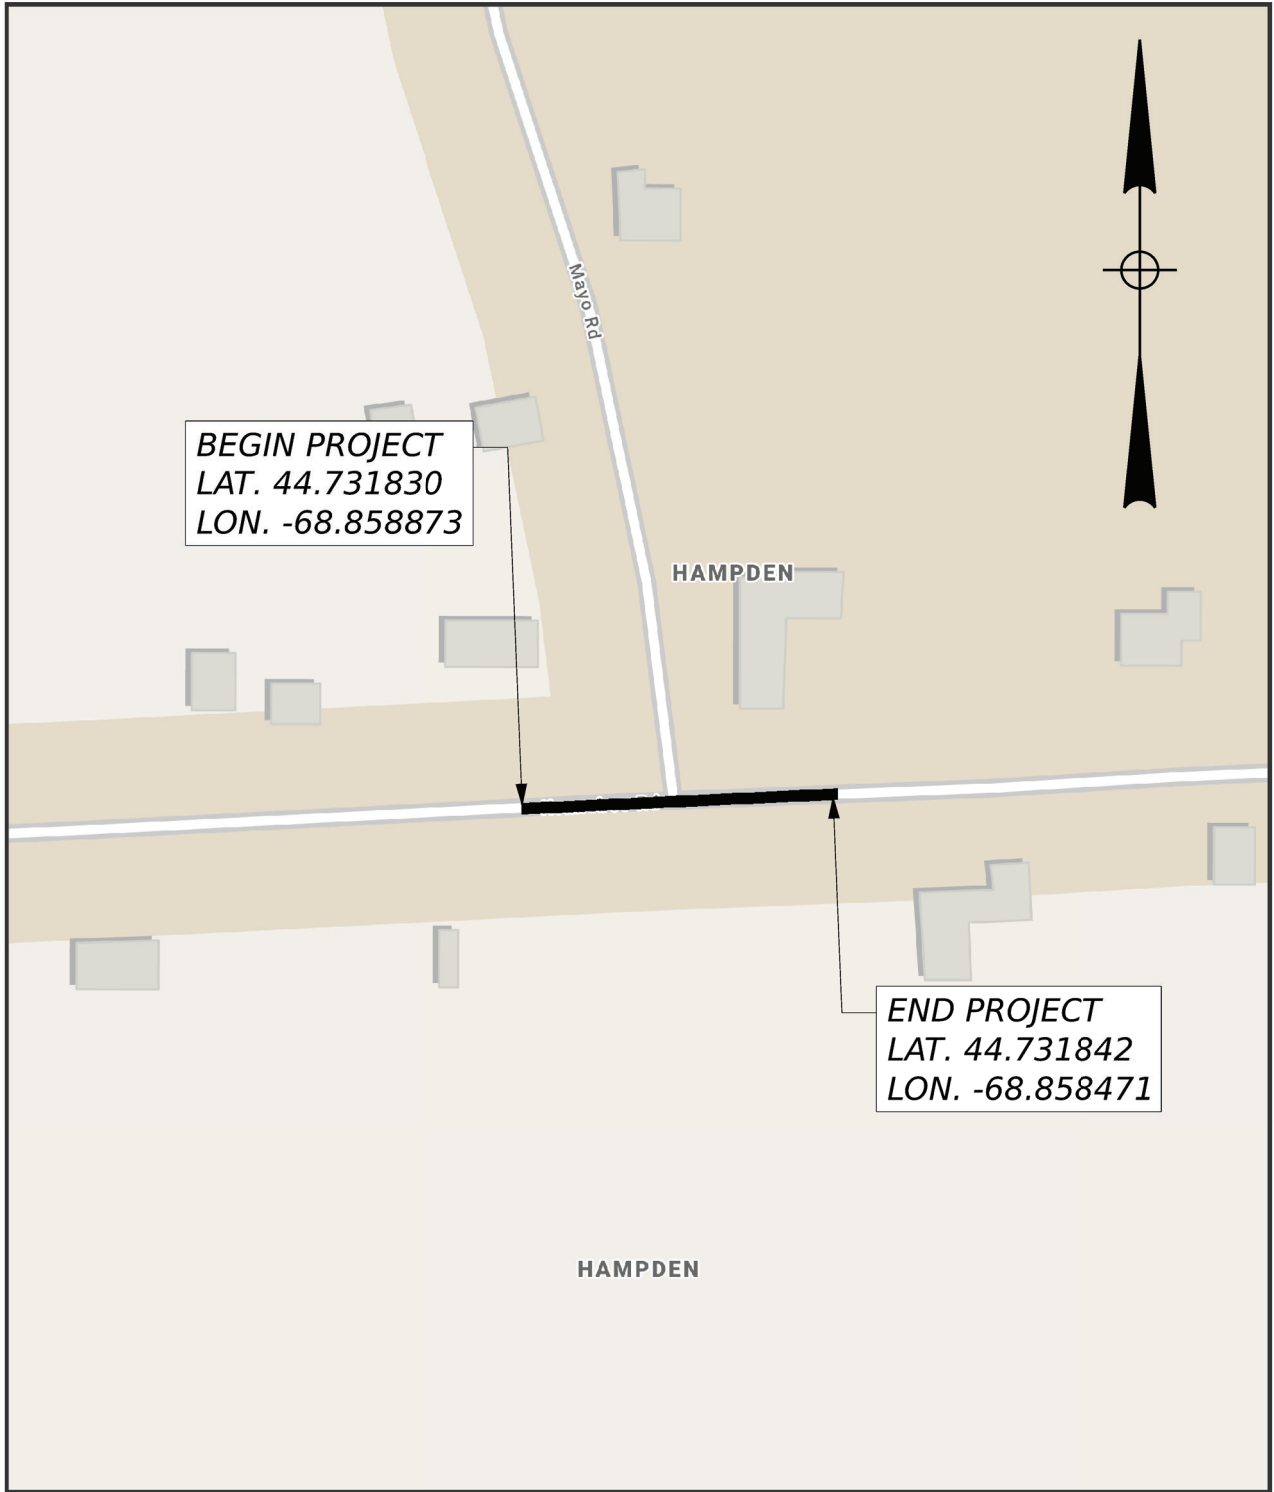 Mayo Rd
BEGIN PROJECT
LAT. 44.731830
LON. -68.858873
HAMPDEN
END PROJECT
LAT. 44.731842
LON. -68.858471
HAMPDEN